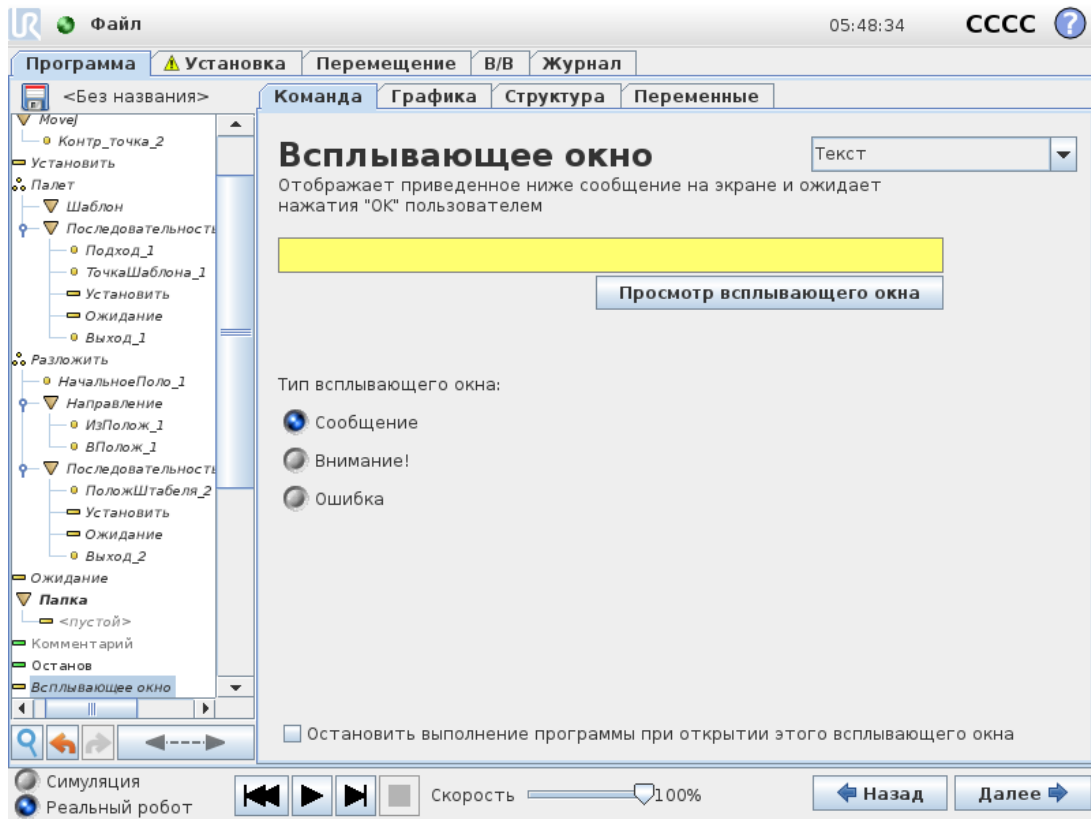 Файл
05:48:34
CCCC
?
Программа
Установка
Перемещение
В/В
Журнал
<Без названия>
Команда
Графика
Структура
Переменные
MoveJ
Контр_точка_2
Установить
Палет
Шаблон
Последовательность
Подход_1
ТочкаШаблона_1
Установить
Ожидание
Выход_1
Разложить
НачальноеПоло_1
Направление
ИзПолож_1
ВПолож_1
Последовательность
ПоложШтабеля_2
Установить
Ожидание
Выход_2
Ожидание
Папка
<пустой>
Комментарий
Останов
Всплывающее окно
Всплывающее окно
Текст
Отображает приведенное ниже сообщение на экране и ожидает
нажатия "ОК" пользователем
Просмотр всплывающего окна
Тип всплывающего окна:
Сообщение
Внимание!
Ошибка
Остановить выполнение программы при открытии этого всплывающего окна
Симуляция
Реальный робот
Скорость
100%
Назад
Далее